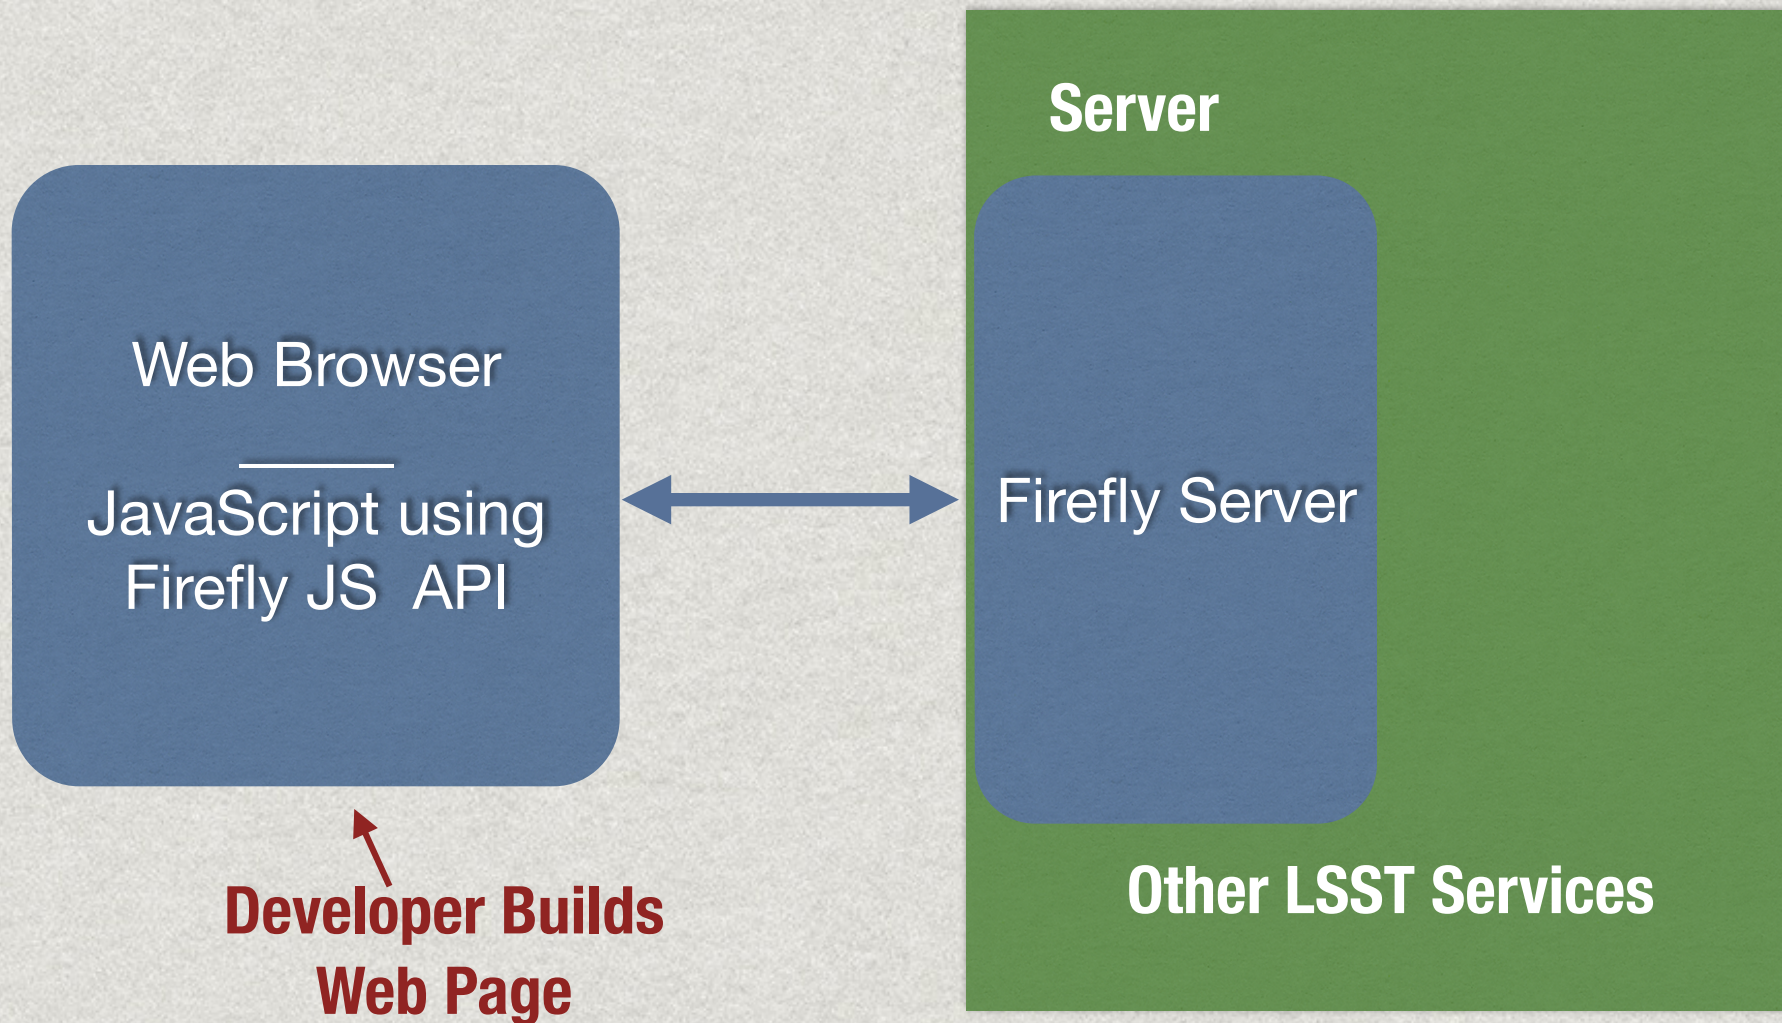 Server
Web Browser
JavaScript using
Firefly JS API
Firefly Server
Other LSST Services
Developer Builds
Web Page